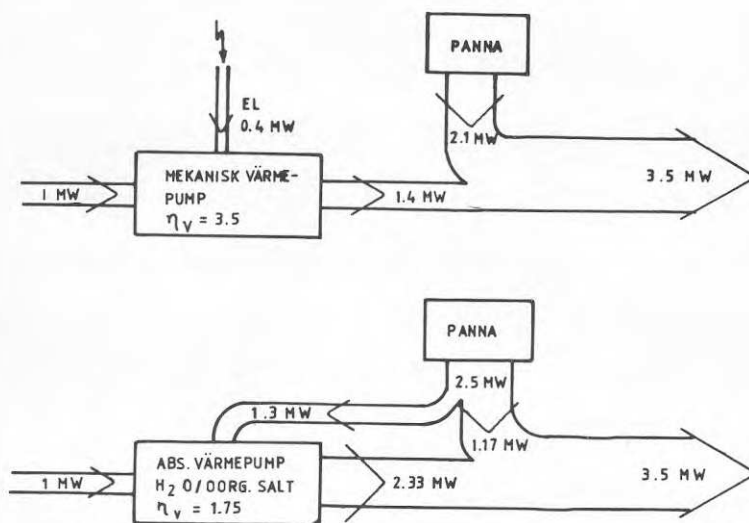 PANNA
EL
0.4 MW
2.1 MW
MEKANISK VÄRME-
PUMP
η_V = 3.5
1 MW
1.4 MW
3.5 MW
PANNA
2.5 MW
1.3 MW
1.17 MW
ABS. VÄRMEPUMP
H₂O/OORG. SALT
η_V = 1.75
1 MW
2.33 MW
3.5 MW